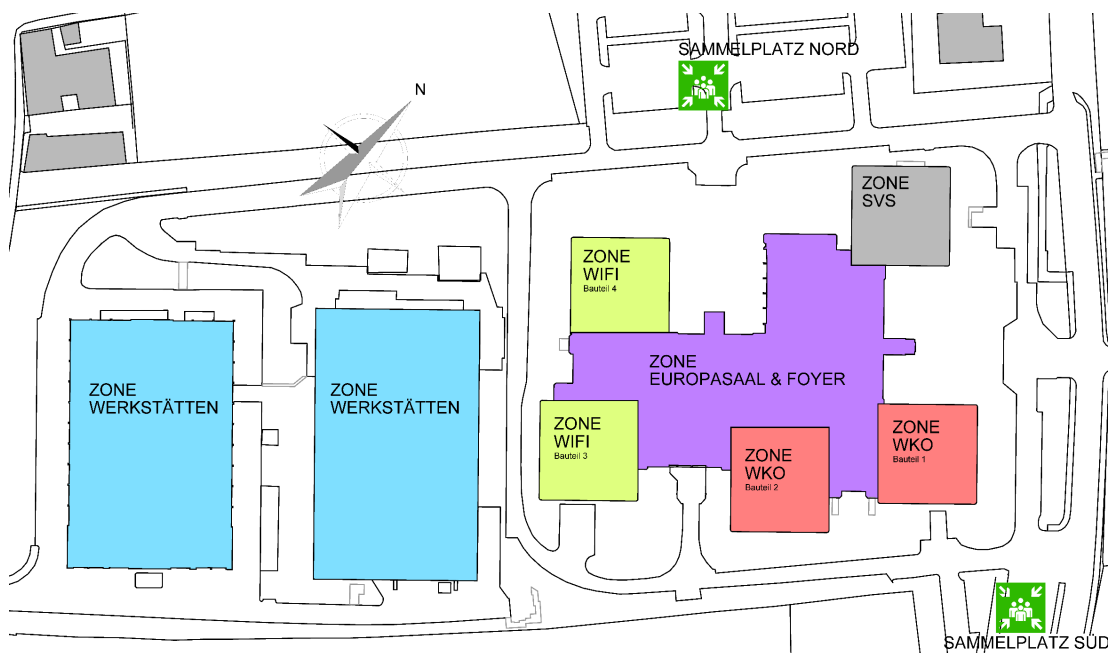 SAMMELPLATZ NORD
N
ZONE
SVS
ZONE
WIFI
Bauteil 4
ZONE
EUROPASAAL & FOYER
ZONE
WERKSTÄTTEN
ZONE
WERKSTÄTTEN
ZONE
WIFI
Bauteil 3
ZONE
WKO
Bauteil 2
ZONE
WKO
Bauteil 1
SAMMELPLATZ SÜD